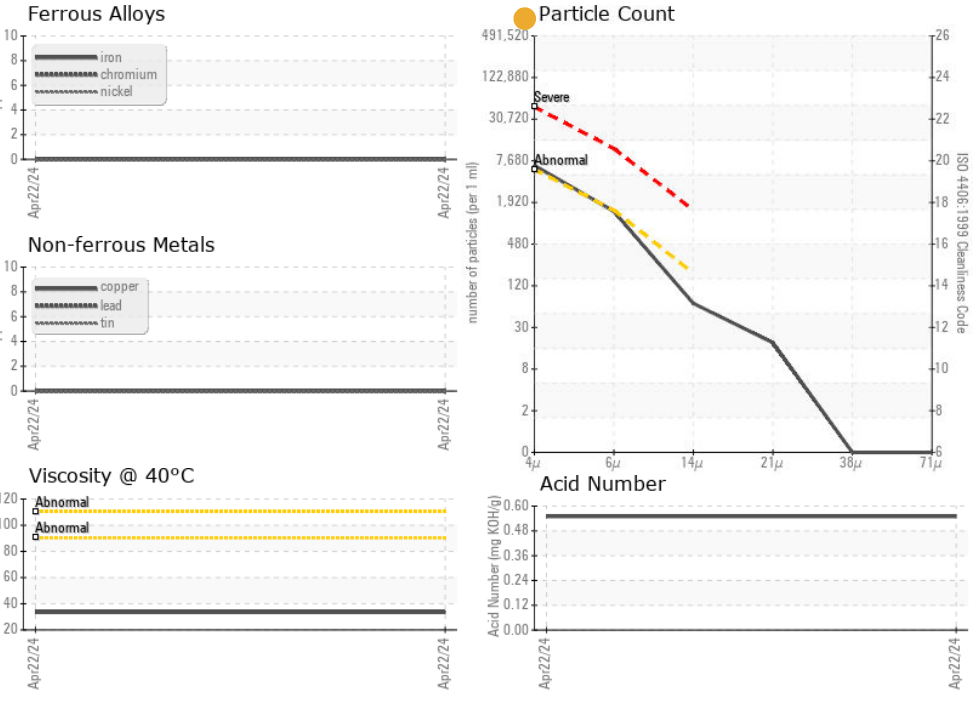 Ferrous Alloys
10
8
6
4
2
0
iron
chromium
nickel
Apr22/24
Apr22/24
Non-ferrous Metals
10
8
6
4
2
0
copper
lead
tin
Apr22/24
Apr22/24
Viscosity @ 40°C
120
100
80
60
40
20
Abnormal
Abnormal
Apr22/24
Apr22/24
Particle Count
491,520
122,880
30,720
7,680
1,920
480
120
30
8
2
0
number of particles (per 1 ml)
Severe
Abnormal
26
24
22
20
18
16
14
12
10
8
6
ISO 4406:1999 Cleanliness Code
4µ
6µ
14µ
21µ
38µ
71µ
Acid Number
0.60
0.48
0.36
0.24
0.12
0.00
Acid Number (mg KOH/g)
Apr22/24
Apr22/24